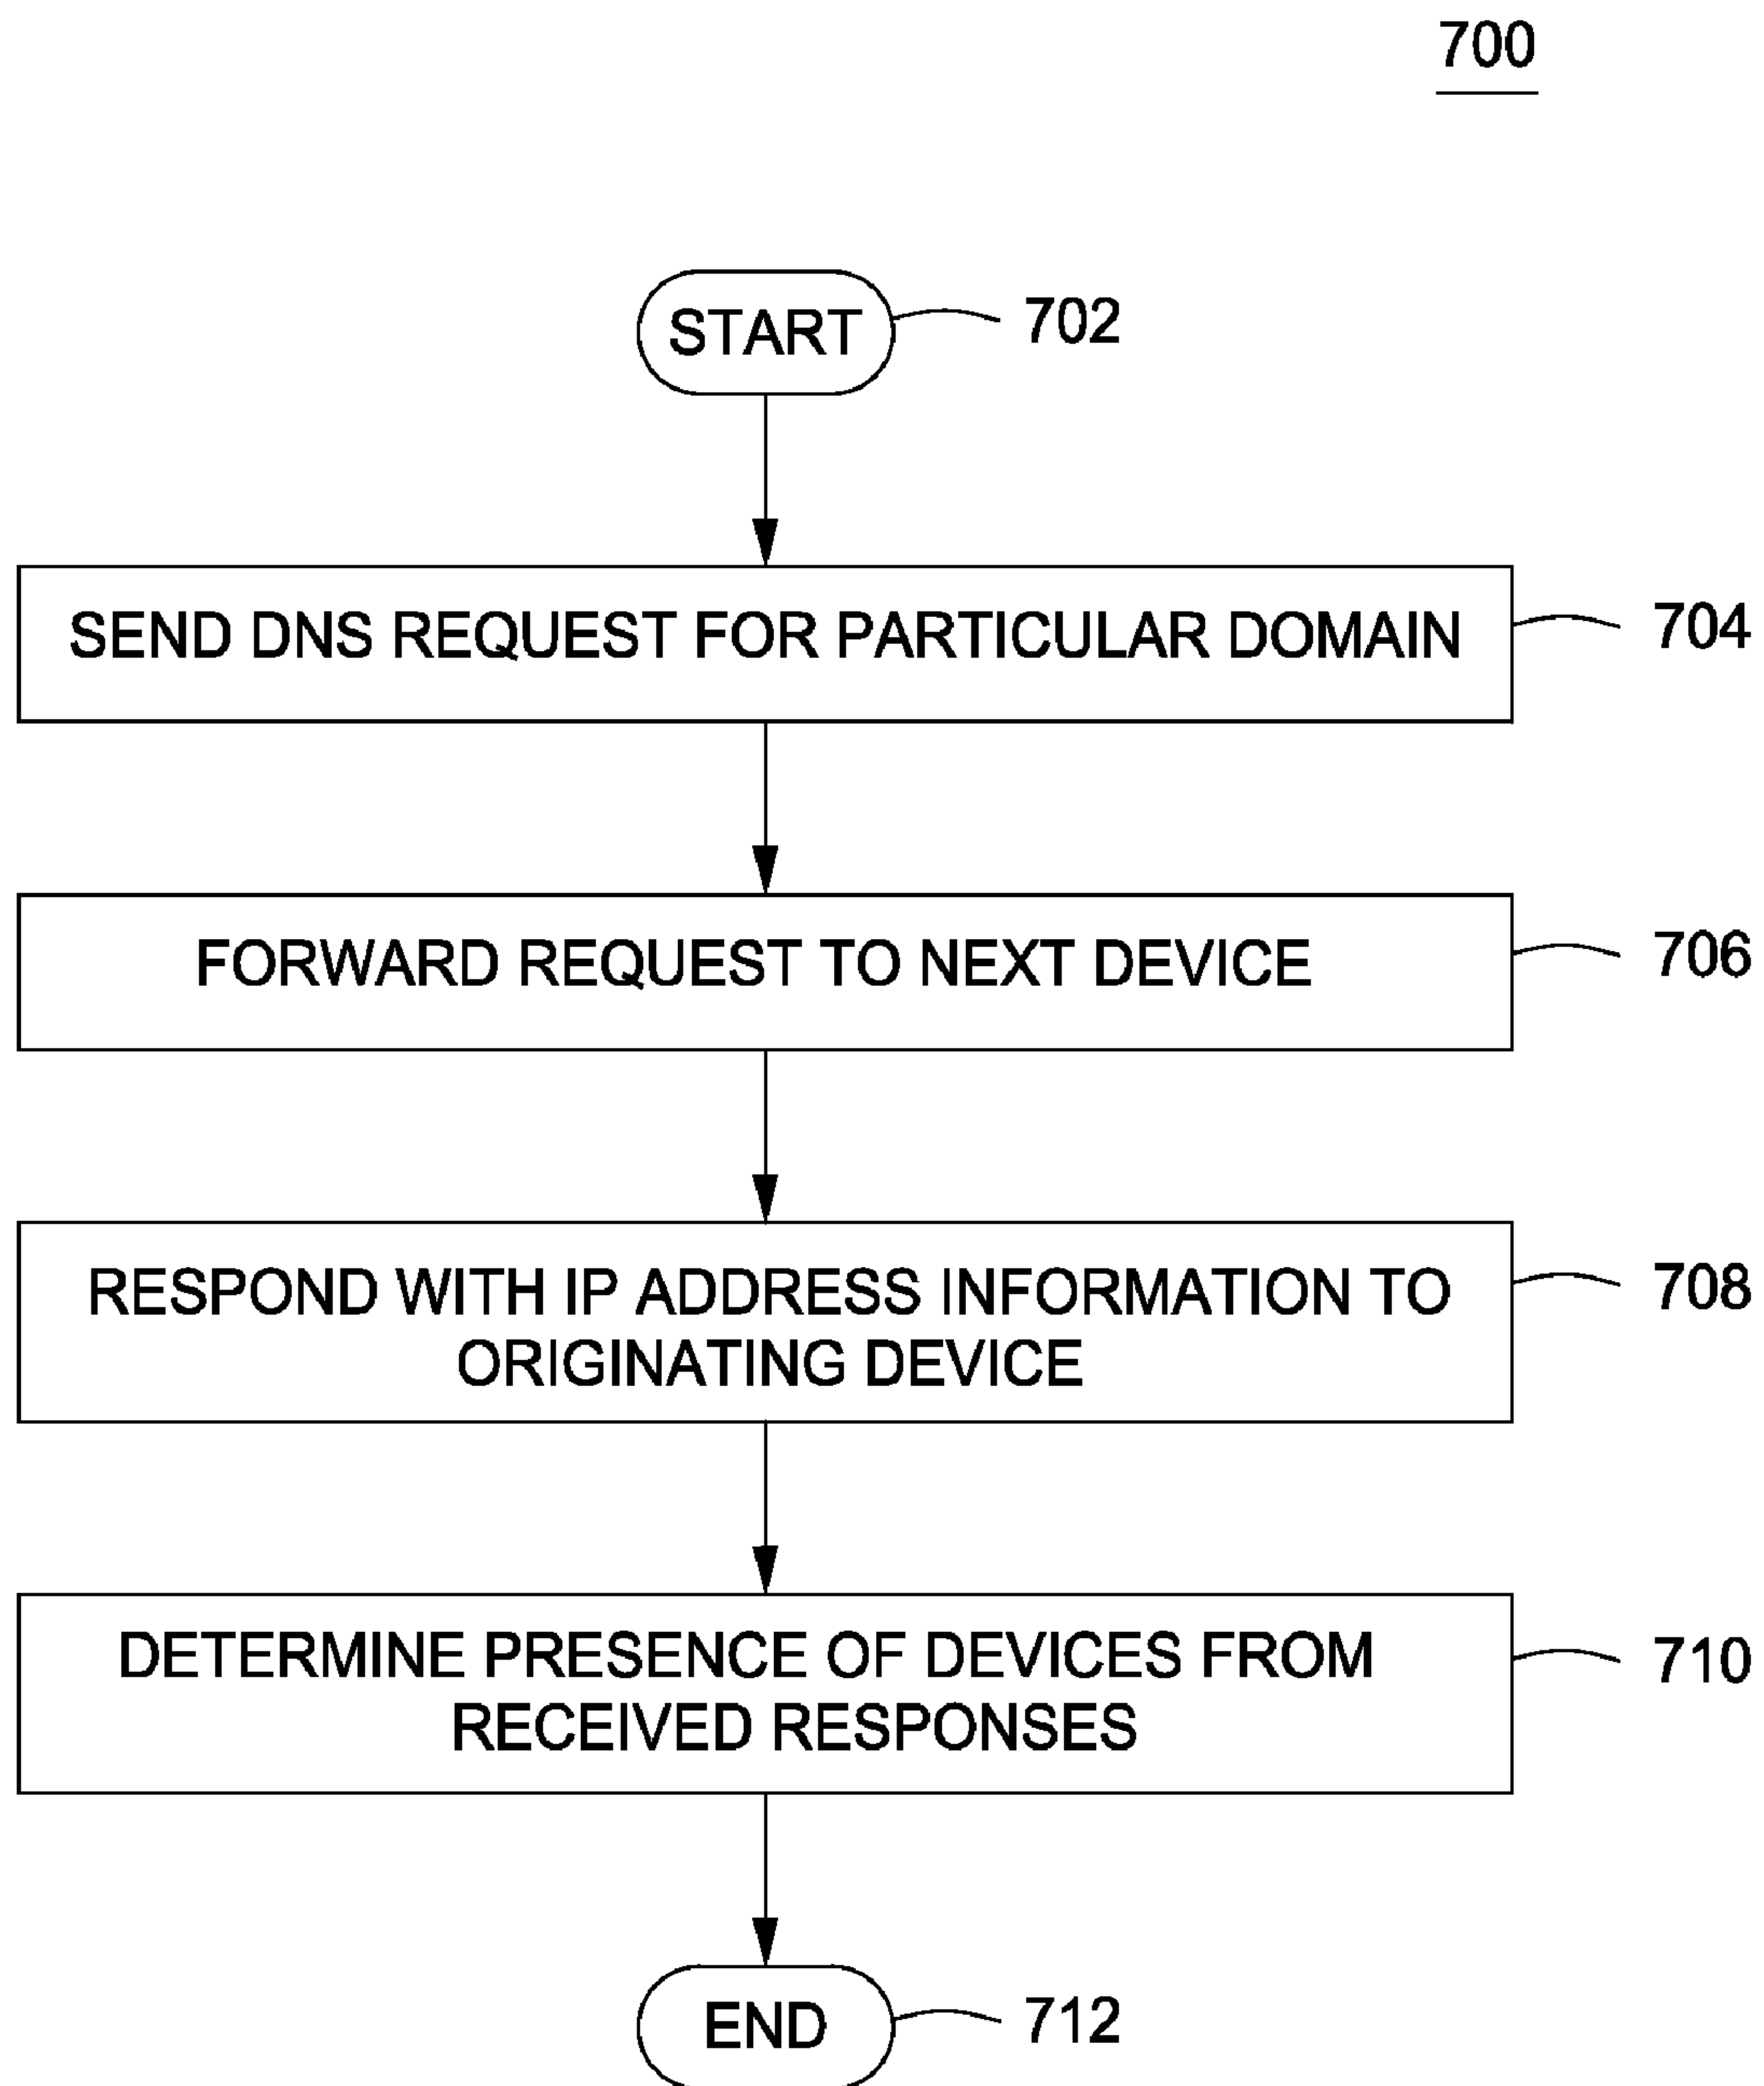 700
START
702
SEND DNS REQUEST FOR PARTICULAR DOMAIN
704
FORWARD REQUEST TO NEXT DEVICE
706
RESPOND WITH IP ADDRESS INFORMATION TO
ORIGINATING DEVICE
708
DETERMINE PRESENCE OF DEVICES FROM
RECEIVED RESPONSES
710
END
712